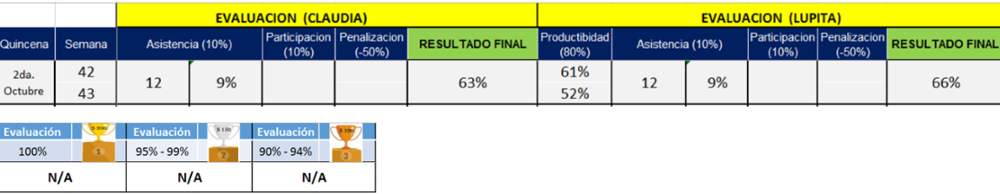 EVALUACION (CLAUDIA) EVALUACION (LUPITA)
Quincena Semana Asistencia (10%) Participacion (10%) Penalizacion (-50%) RESULTADO FINAL Productibidad (80%) Asistencia (10%) Participacion (10%) Penalizacion (-50%) RESULTADO FINAL
2da. Octubre 42 12 9% 63% 61% 12 9% 66%
43 52%
Evaluación $ 200 Evaluación $ 150 Evaluación $ 100
100% 1 95% - 99% 2 90% - 94% 3
N/A N/A N/A